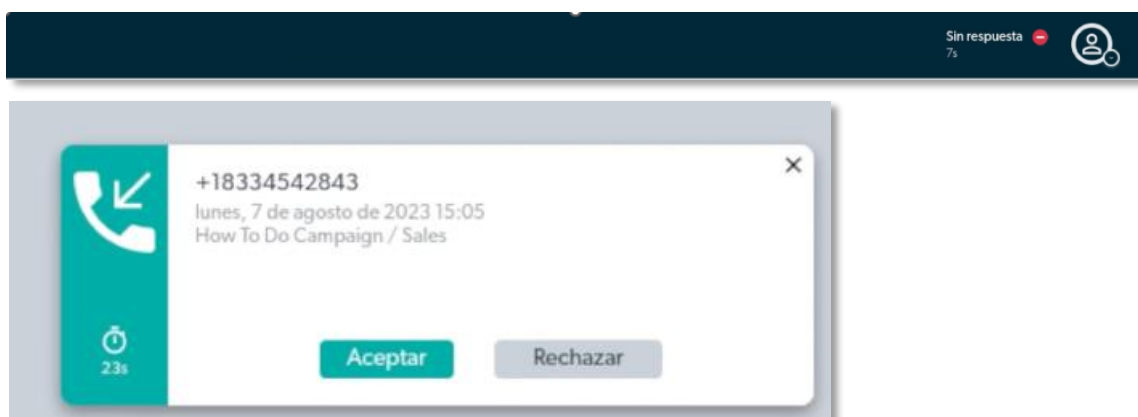 Sin respuesta
7s
+18334542843
lunes, 7 de agosto de 2023 15:05
How To Do Campaign / Sales
23s
Aceptar
Rechazar